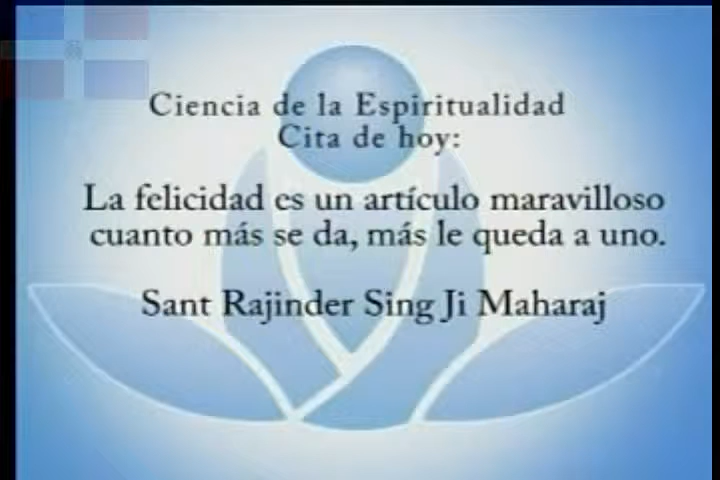 Ciencia de la Espiritualidad
Cita de hoy:
La felicidad es un artículo maravilloso
cuanto más se da, más le queda a uno.
Sant Rajinder Sing Ji Maharaj